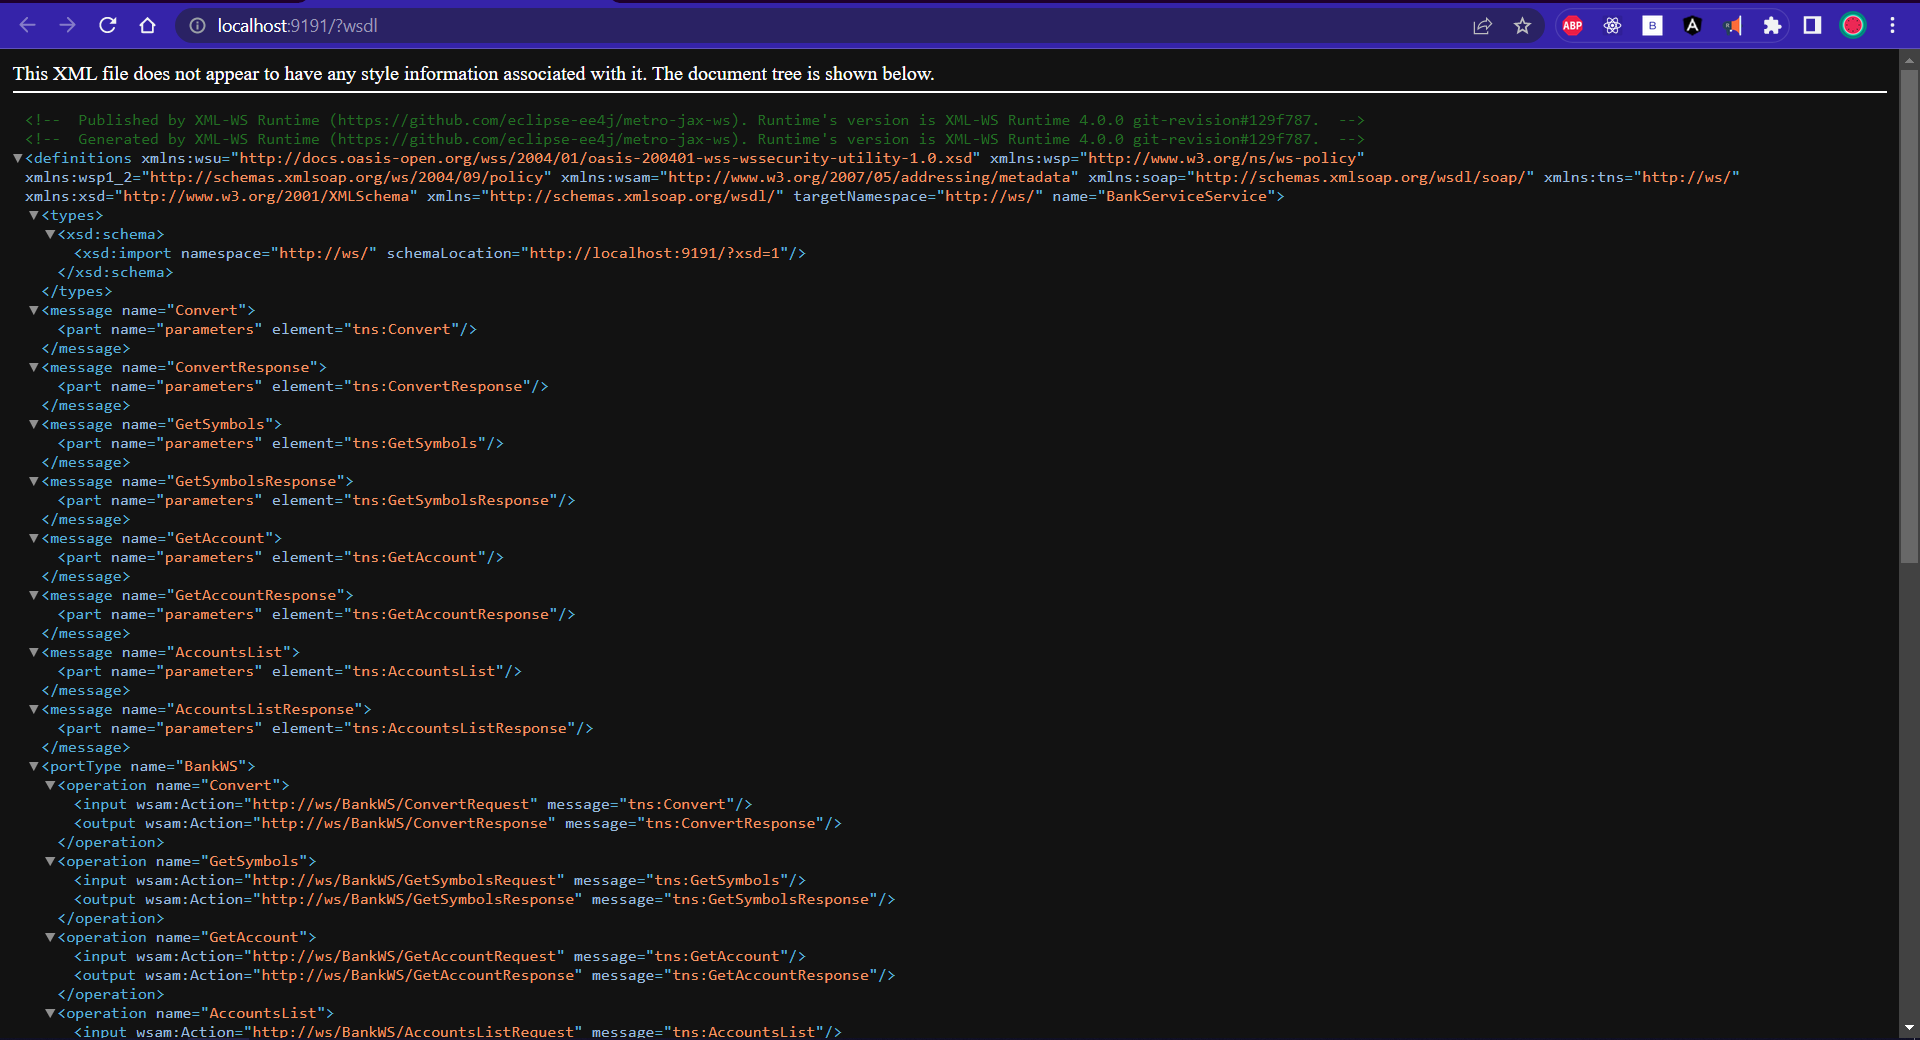 localhost:9191/?wsdl
ABP
B
A
This XML file does not appear to have any style information associated with it. The document tree is shown below.
<!--  Published by XML-WS Runtime (https://github.com/eclipse-ee4j/metro-jax-ws). Runtime's version is XML-WS Runtime 4.0.0 git-revision#129f787.  -->
<!--  Generated by XML-WS Runtime (https://github.com/eclipse-ee4j/metro-jax-ws). Runtime's version is XML-WS Runtime 4.0.0 git-revision#129f787.  -->
▼<definitions xmlns:wsu="http://docs.oasis-open.org/wss/2004/01/oasis-200401-wss-wssecurity-utility-1.0.xsd" xmlns:wsp="http://www.w3.org/ns/ws-policy"
xmlns:wsp1_2="http://schemas.xmlsoap.org/ws/2004/09/policy" xmlns:wsam="http://www.w3.org/2007/05/addressing/metadata" xmlns:soap="http://schemas.xmlsoap.org/wsdl/soap/" xmlns:tns="http://ws/"
xmlns:xsd="http://www.w3.org/2001/XMLSchema" xmlns="http://schemas.xmlsoap.org/wsdl/" targetNamespace="http://ws/" name="BankServiceService">
▼<types>
▼<xsd:schema>
<xsd:import namespace="http://ws/" schemaLocation="http://localhost:9191/?xsd=1"/>
</xsd:schema>
</types>
▼<message name="Convert">
<part name="parameters" element="tns:Convert"/>
</message>
▼<message name="ConvertResponse">
<part name="parameters" element="tns:ConvertResponse"/>
</message>
▼<message name="GetSymbols">
<part name="parameters" element="tns:GetSymbols"/>
</message>
▼<message name="GetSymbolsResponse">
<part name="parameters" element="tns:GetSymbolsResponse"/>
</message>
▼<message name="GetAccount">
<part name="parameters" element="tns:GetAccount"/>
</message>
▼<message name="GetAccountResponse">
<part name="parameters" element="tns:GetAccountResponse"/>
</message>
▼<message name="AccountsList">
<part name="parameters" element="tns:AccountsList"/>
</message>
▼<message name="AccountsListResponse">
<part name="parameters" element="tns:AccountsListResponse"/>
</message>
▼<portType name="BankWS">
▼<operation name="Convert">
<input wsam:Action="http://ws/BankWS/ConvertRequest" message="tns:Convert"/>
<output wsam:Action="http://ws/BankWS/ConvertResponse" message="tns:ConvertResponse"/>
</operation>
▼<operation name="GetSymbols">
<input wsam:Action="http://ws/BankWS/GetSymbolsRequest" message="tns:GetSymbols"/>
<output wsam:Action="http://ws/BankWS/GetSymbolsResponse" message="tns:GetSymbolsResponse"/>
</operation>
▼<operation name="GetAccount">
<input wsam:Action="http://ws/BankWS/GetAccountRequest" message="tns:GetAccount"/>
<output wsam:Action="http://ws/BankWS/GetAccountResponse" message="tns:GetAccountResponse"/>
</operation>
▼<operation name="AccountsList">
<input wsam:Action="http://ws/BankWS/AccountsListRequest" message="tns:AccountsList"/>